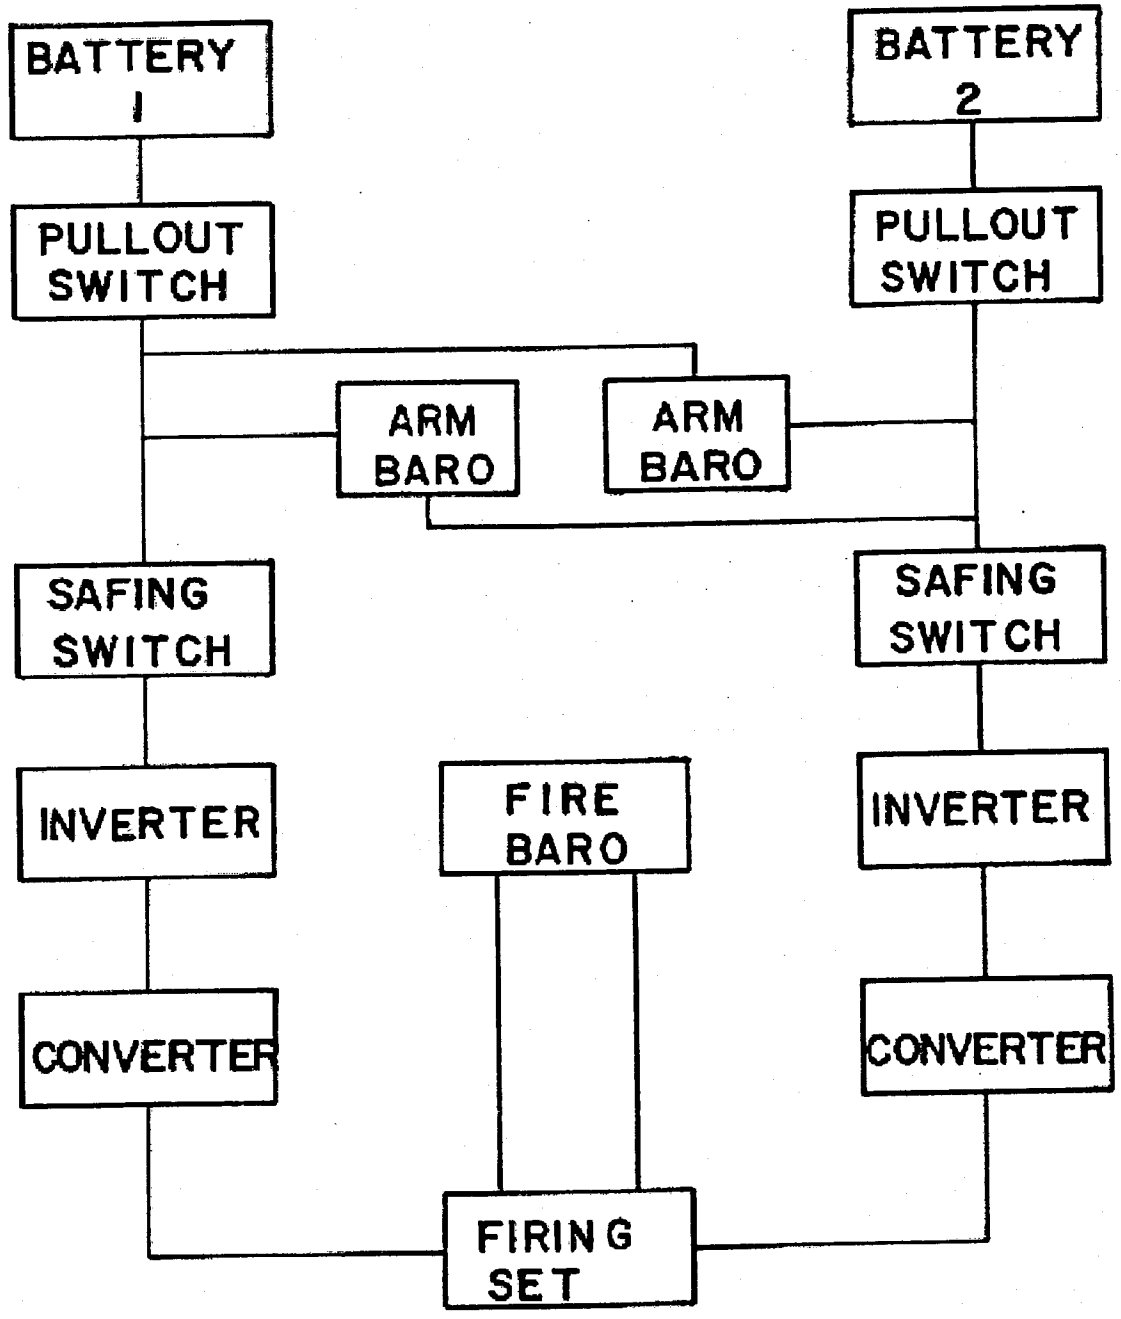 BATTERY
1
BATTERY
2
PULLOUT
SWITCH
PULLOUT
SWITCH
ARM
BARO
ARM
BARO
SAFING
SWITCH
SAFING
SWITCH
FIRE
BARO
INVERTER
INVERTER
CONVERTER
CONVERTER
FIRING
SET